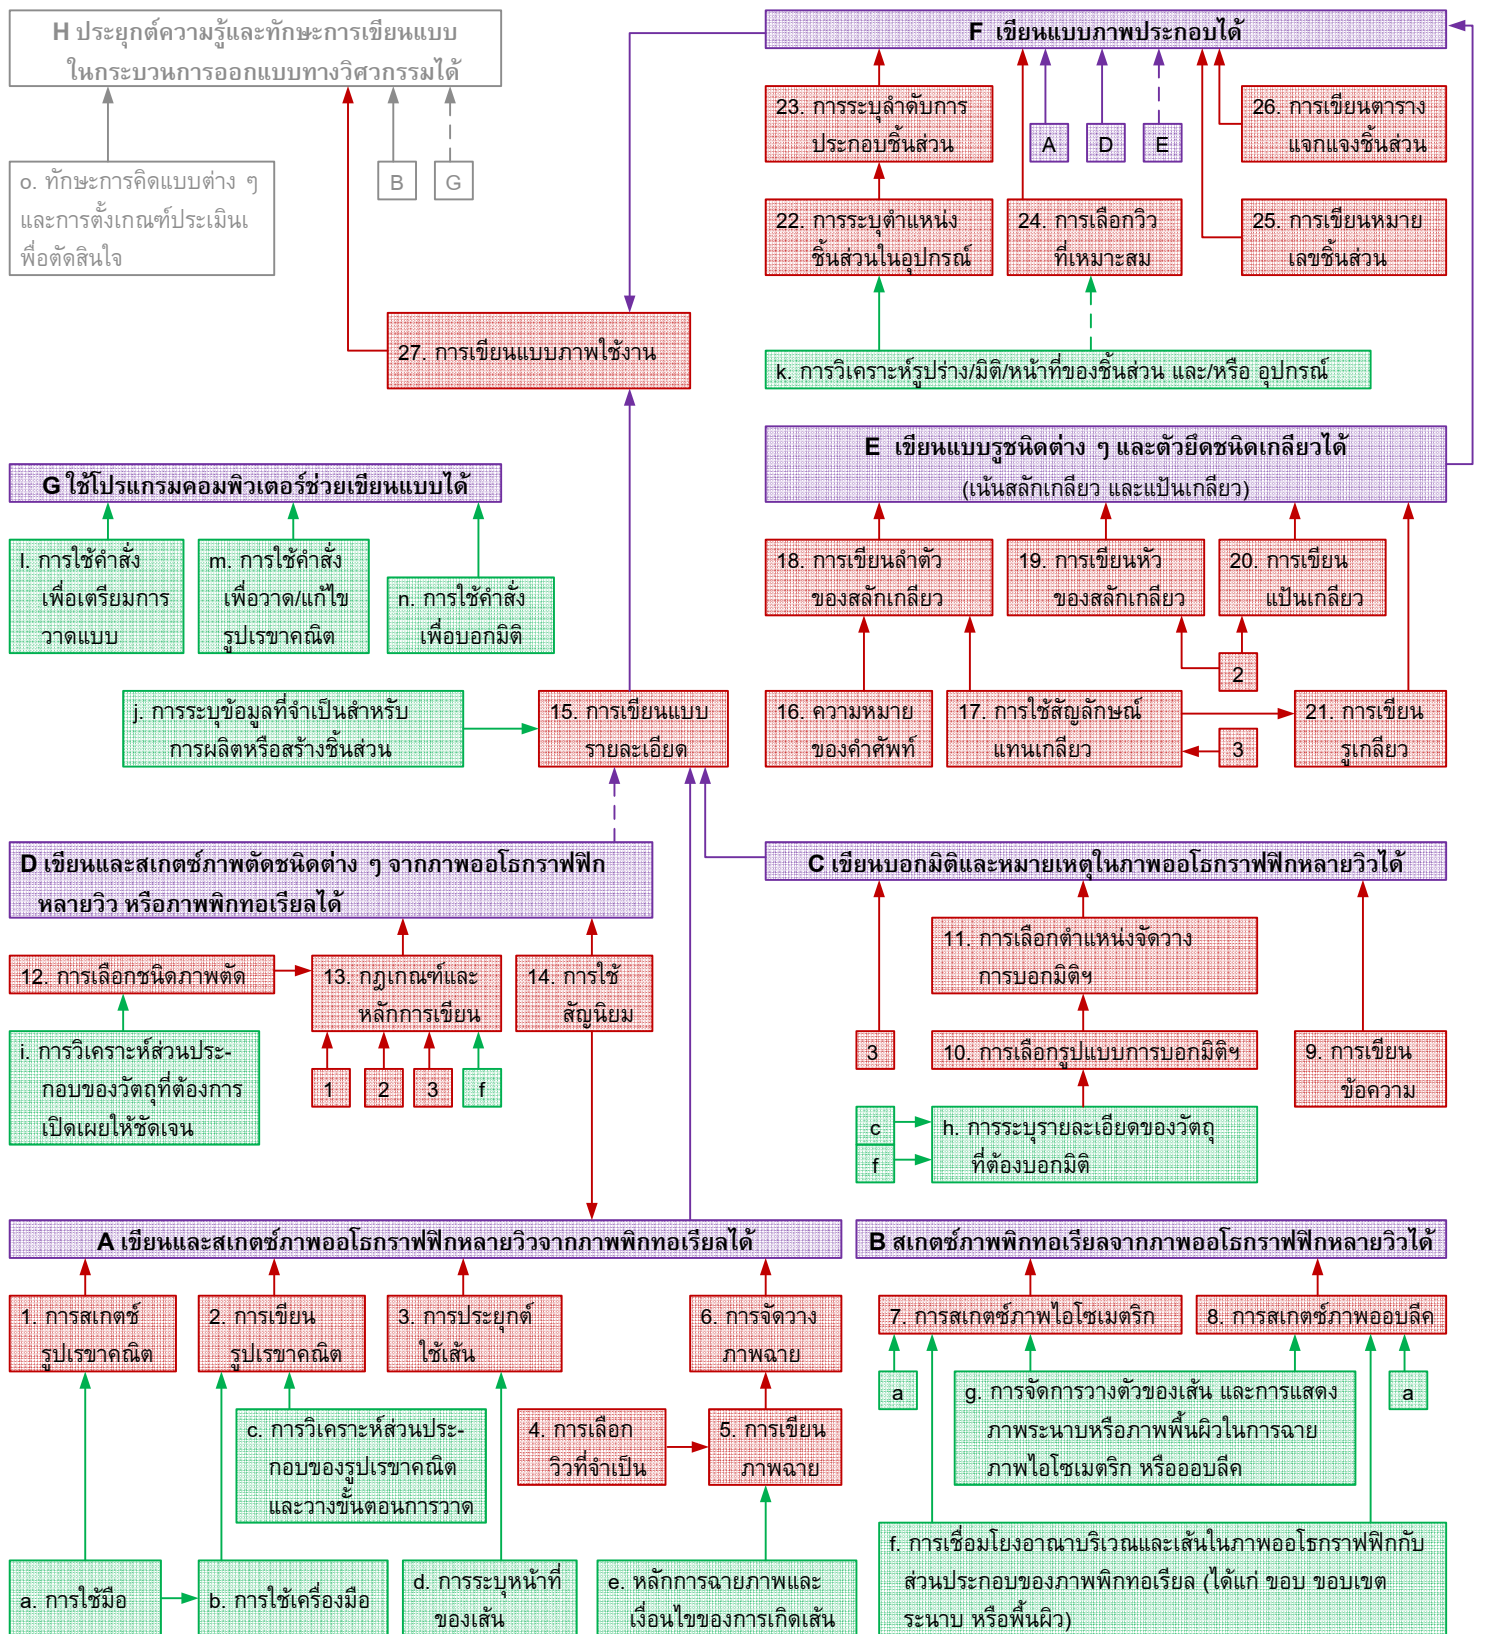 H ประยุกต์ความรู้และทักษะการเขียนแบบ
ในกระบวนการออกแบบทางวิศวกรรมได้
o. ทักษะการคิดแบบต่าง ๆ
และการตั้งเกณฑ์ประเมินเ
พื่อตัดสินใจ
B
G
F เขียนแบบภาพประกอบได้
23. การระบุลำดับการ
ประกอบชิ้นส่วน
A
D
E
26. การเขียนตาราง
แจกแจงชิ้นส่วน
22. การระบุตำแหน่ง
ชิ้นส่วนในอุปกรณ์
24. การเลือกวิว
ที่เหมาะสม
25. การเขียนหมาย
เลขชิ้นส่วน
27. การเขียนแบบภาพใช้งาน
k. การวิเคราะห์รูปร่าง/มิติ/หน้าที่ของชิ้นส่วน และ/หรือ อุปกรณ์
E เขียนแบบรูชนิดต่าง ๆ และตัวยึดชนิดเกลียวได้
(เน้นสลักเกลียว และแป้นเกลียว)
G ใช้โปรแกรมคอมพิวเตอร์ช่วยเขียนแบบได้
l. การใช้คำสั่ง
เพื่อเตรียมการ
วาดแบบ
m. การใช้คำสั่ง
เพื่อวาด/แก้ไข
รูปเรขาคณิต
n. การใช้คำสั่ง
เพื่อบอกมิติ
18. การเขียนลำตัว
ของสลักเกลียว
19. การเขียนหัว
ของสลักเกลียว
20. การเขียน
แป้นเกลียว
2
16. ความหมาย
ของคำศัพท์
17. การใช้สัญลักษณ์
แทนเกลียว
3
21. การเขียน
รูเกลียว
j. การระบุข้อมูลที่จำเป็นสำหรับ
การผลิตหรือสร้างชิ้นส่วน
15. การเขียนแบบ
รายละเอียด
D เขียนและสเกตซ์ภาพตัดชนิดต่าง ๆ จากภาพออโธกราฟฟิก
หลายวิว หรือภาพพิกทอเรียลได้
12. การเลือกชนิดภาพตัด
13. กฎเกณฑ์และ
หลักการเขียน
14. การใช้
สัญนิยม
i. การวิเคราะห์ส่วนประ-
กอบของวัตถุที่ต้องการ
เปิดเผยให้ชัดเจน
1
2
3
f
C เขียนบอกมิติและหมายเหตุในภาพออโธกราฟฟิกหลายวิวได้
11. การเลือกตำแหน่งจัดวาง
การบอกมิติฯ
3
10. การเลือกรูปแบบการบอกมิติฯ
9. การเขียน
ข้อความ
c
f
h. การระบุรายละเอียดของวัตถุ
ที่ต้องบอกมิติ
A เขียนและสเกตซ์ภาพออโธกราฟฟิกหลายวิวจากภาพพิกทอเรียลได้
1. การสเกตซ์
รูปเรขาคณิต
2. การเขียน
รูปเรขาคณิต
3. การประยุกต์
ใช้เส้น
6. การจัดวาง
ภาพฉาย
c. การวิเคราะห์ส่วนประ-
กอบของรูปเรขาคณิต
และวางขั้นตอนการวาด
4. การเลือก
วิวที่จำเป็น
5. การเขียน
ภาพฉาย
a. การใช้มือ
b. การใช้เครื่องมือ
d. การระบุหน้าที่
ของเส้น
e. หลักการฉายภาพและ
เงื่อนไขของการเกิดเส้น
B สเกตซ์ภาพพิกทอเรียลจากภาพออโธกราฟฟิกหลายวิวได้
7. การสเกตซ์ภาพไอโซเมตริก
8. การสเกตซ์ภาพออบลีค
a
g. การจัดการวางตัวของเส้น และการแสดง
ภาพระนาบหรือภาพพื้นผิวในการฉาย
ภาพไอโซเมตริก หรือออบลีค
a
f. การเชื่อมโยงอาณาบริเวณและเส้นในภาพออโธกราฟฟิกกับ
ส่วนประกอบของภาพพิกทอเรียล (ได้แก่ ขอบ ขอบเขต
ระนาบ หรือพื้นผิว)